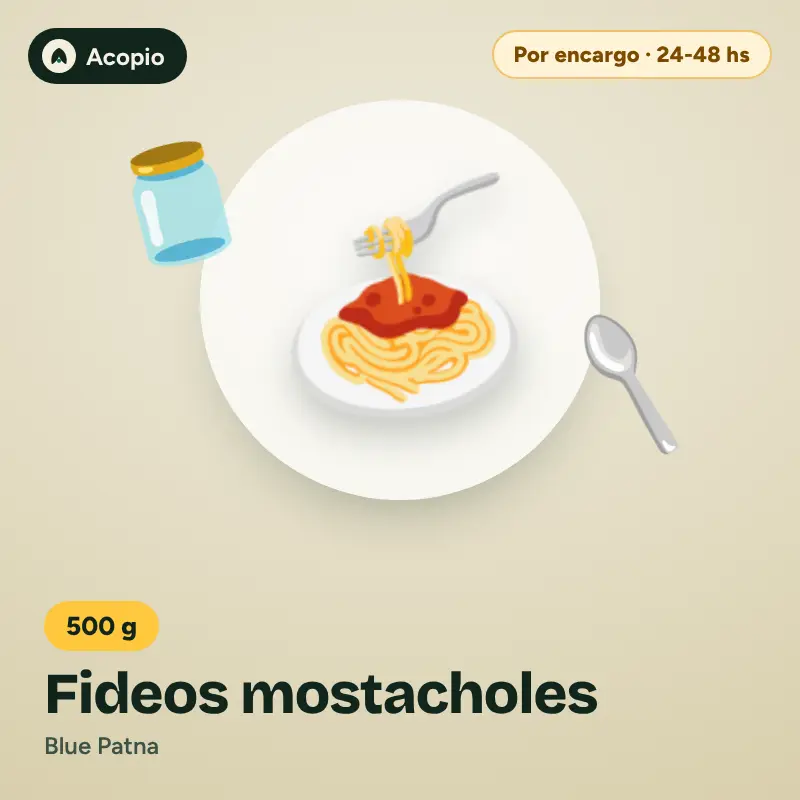 Acopio
Por encargo · 24-48 hs
500 g
Fideos mostacholes
Blue Patna